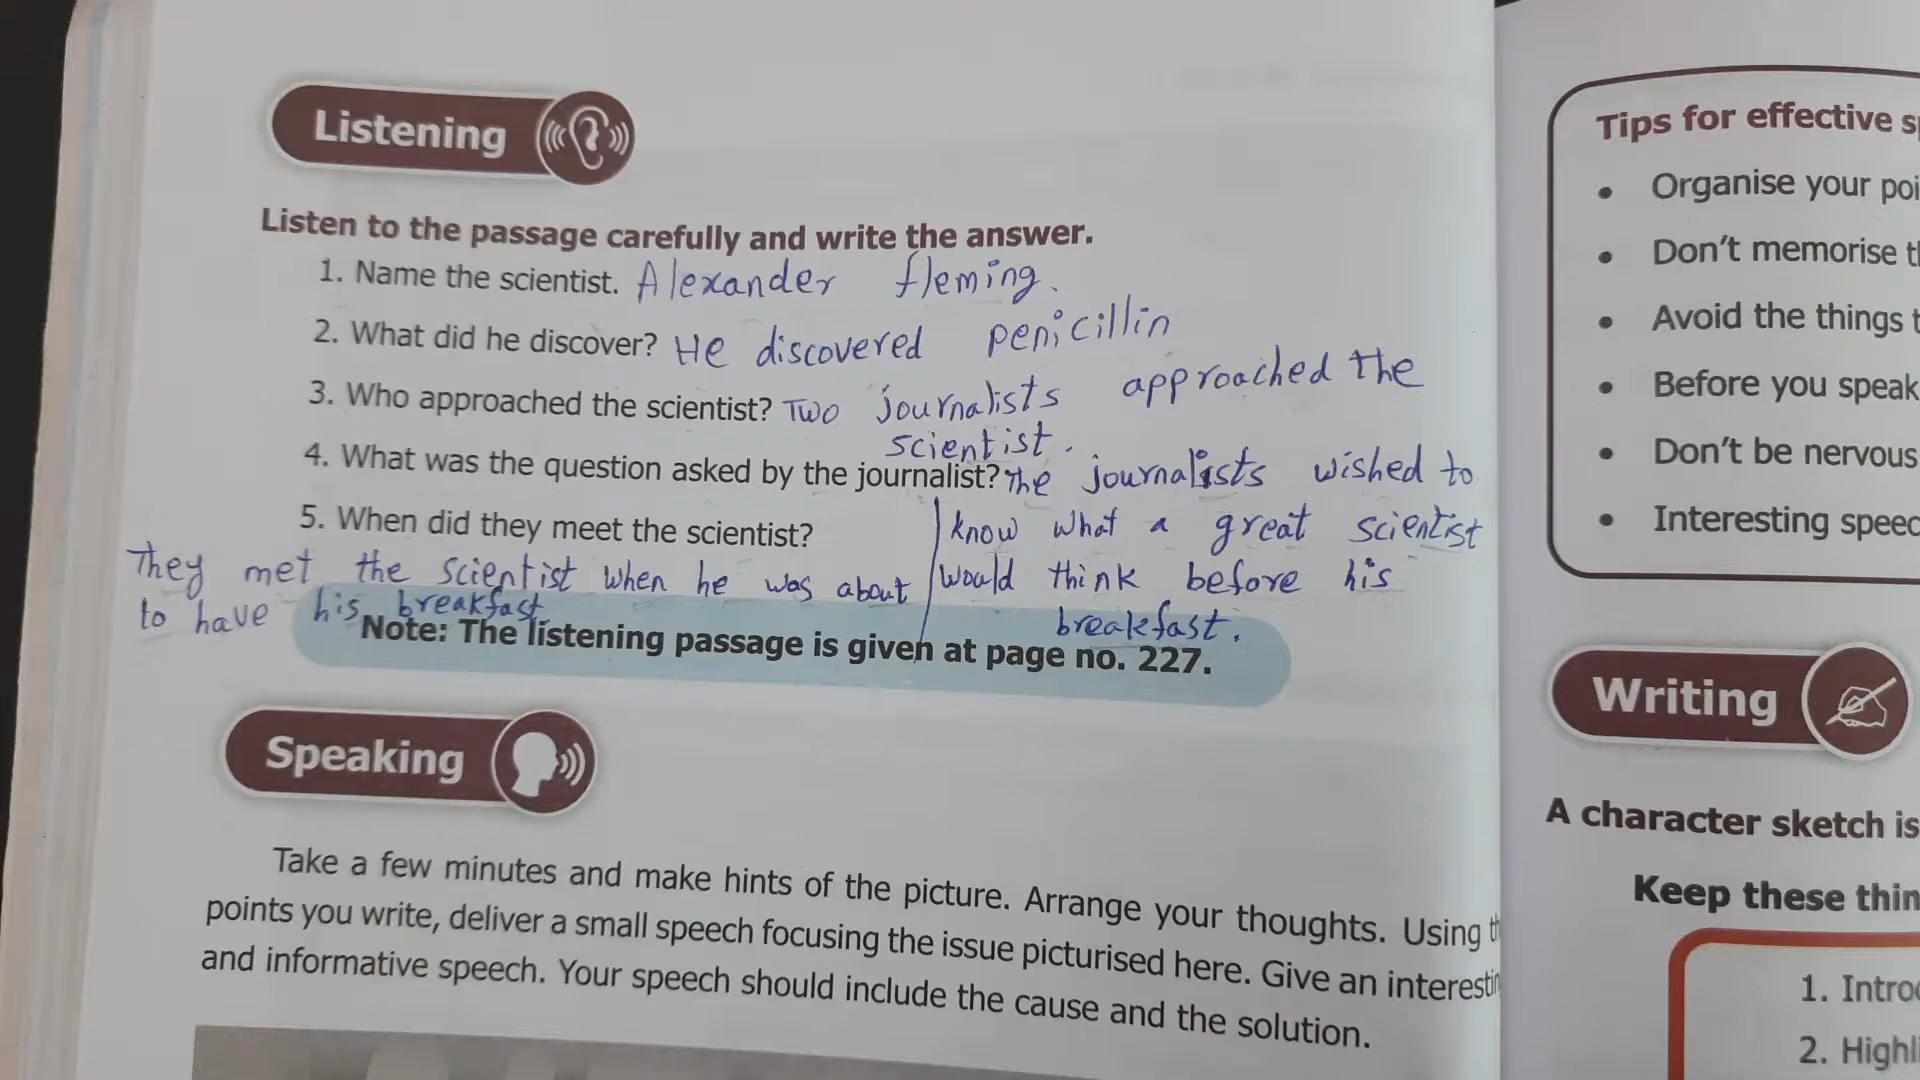 Listening
Listen to the passage carefully and write the answer.
1. Name the scientist. Alexander fleming.
2. What did he discover? He discovered penicillin
3. Who approached the scientist? Two journalists approached the
scientist.
4. What was the question asked by the journalist? The journalists wished to
know what a great scientist
would think before his
breakfast.
5. When did they meet the scientist?
They met the scientist when he was about
to have his breakfast.
Note: The listening passage is given at page no. 227.
Speaking
Take a few minutes and make hints of the picture. Arrange your thoughts. Using
points you write, deliver a small speech focusing the issue picturised here. Give an
and informative speech. Your speech should include the cause and the solution.
Tips for effective
Organise your
Don't memorise
Avoid the things
Before you speak
Don't be nervous
Interesting
Writing
A character sketch is
Keep these
1.
2.